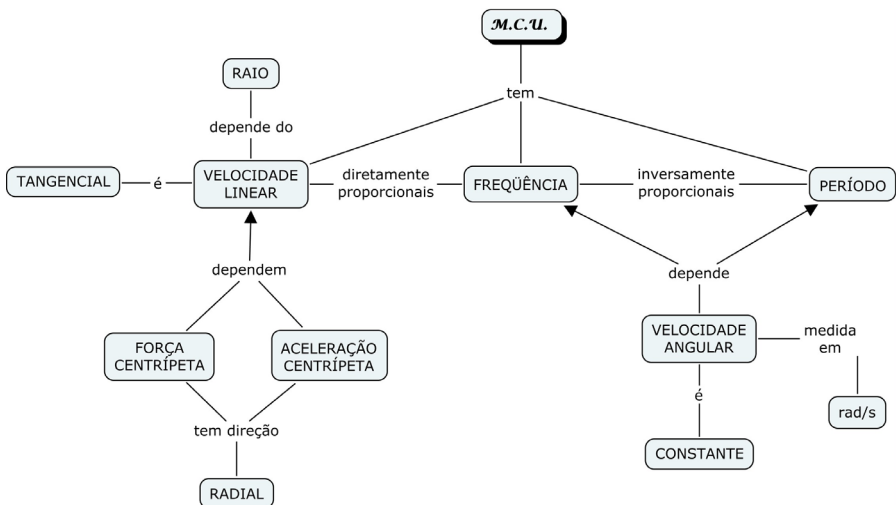 M.C.U.
RAIO
tem
depende do
TANGENCIAL
é
VELOCIDADE
LINEAR
diretamente
proporcionais
FREQÜÊNCIA
inversamente
proporcionais
PERÍODO
dependem
depende
FORÇA
CENTRÍPETA
ACELERAÇÃO
CENTRÍPETA
VELOCIDADE
ANGULAR
medida
em
é
rad/s
tem direção
CONSTANTE
RADIAL